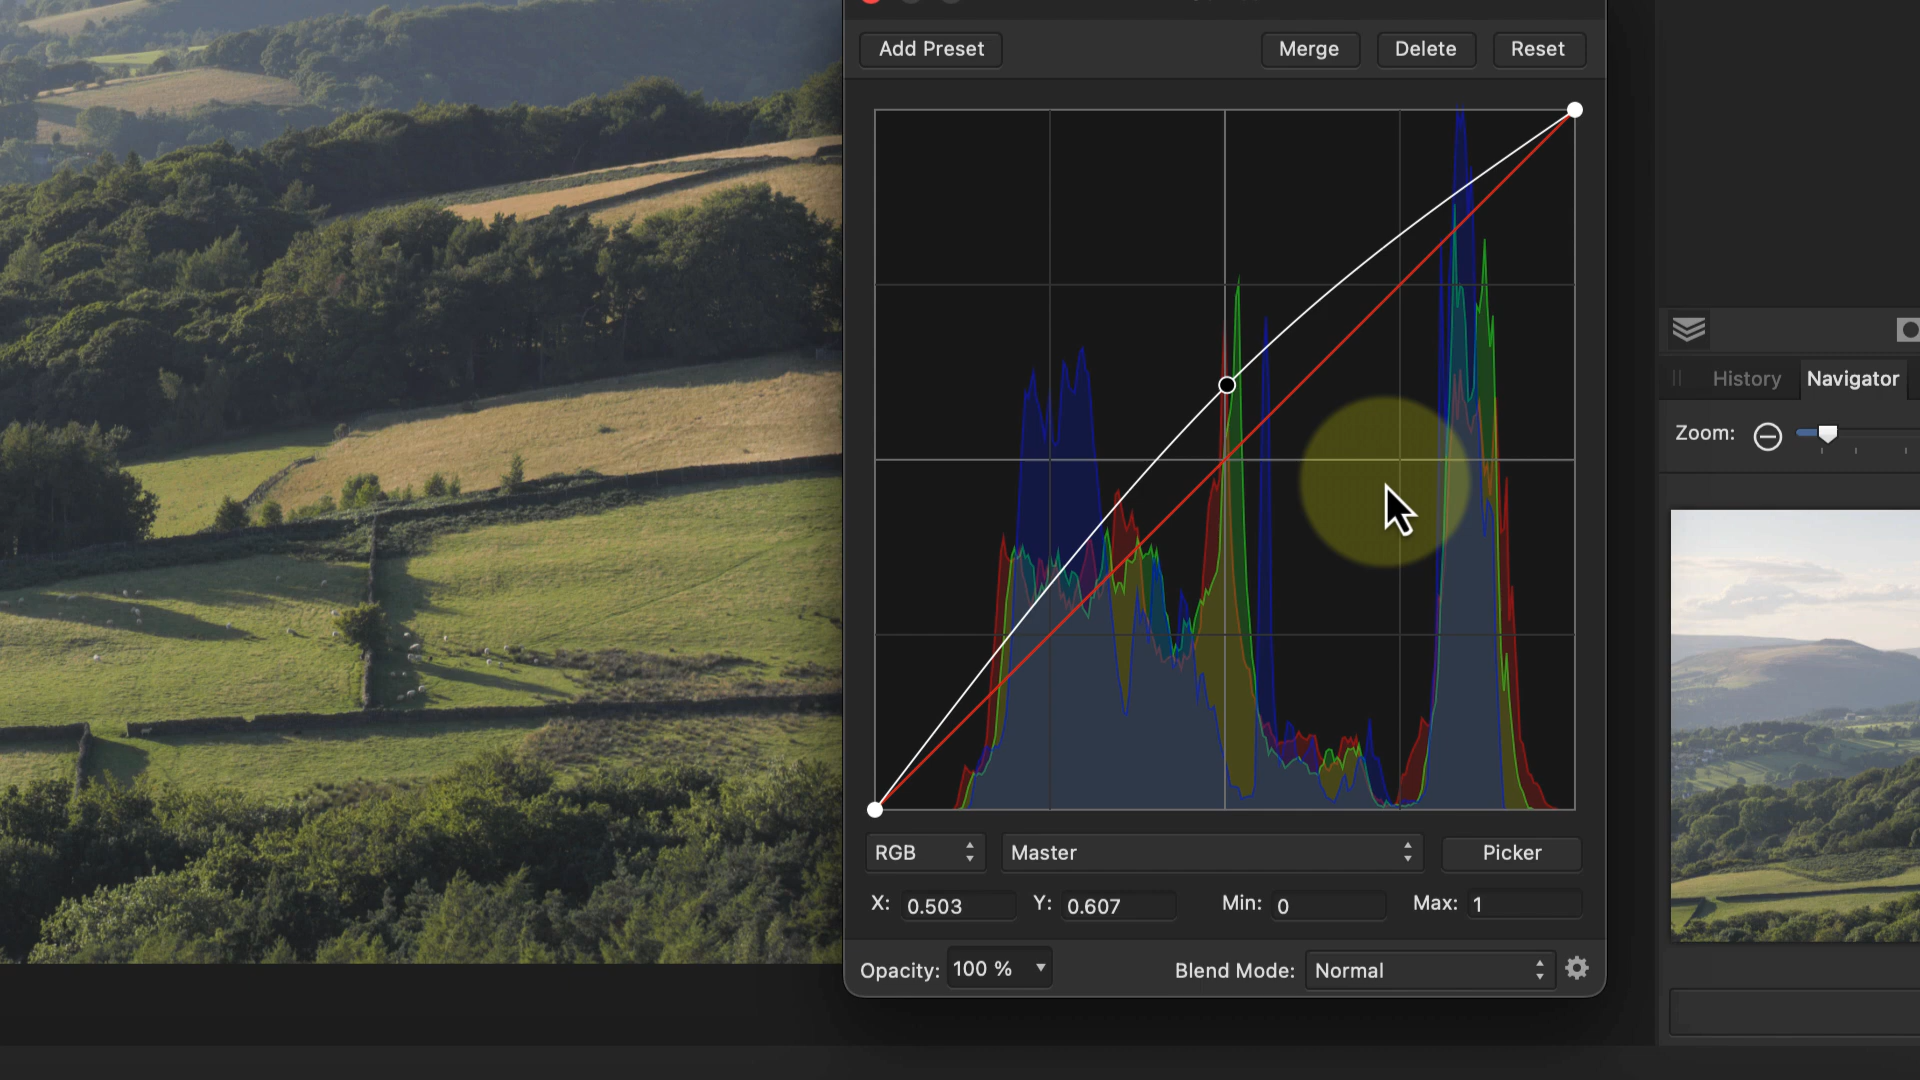 Add Preset
Merge
Delete
Reset
History
Navigator
Zoom:
RGB
Master
Picker
X: 0.503
Y: 0.607
Min: 0
Max: 1
Opacity: 100 %
Blend Mode: Normal